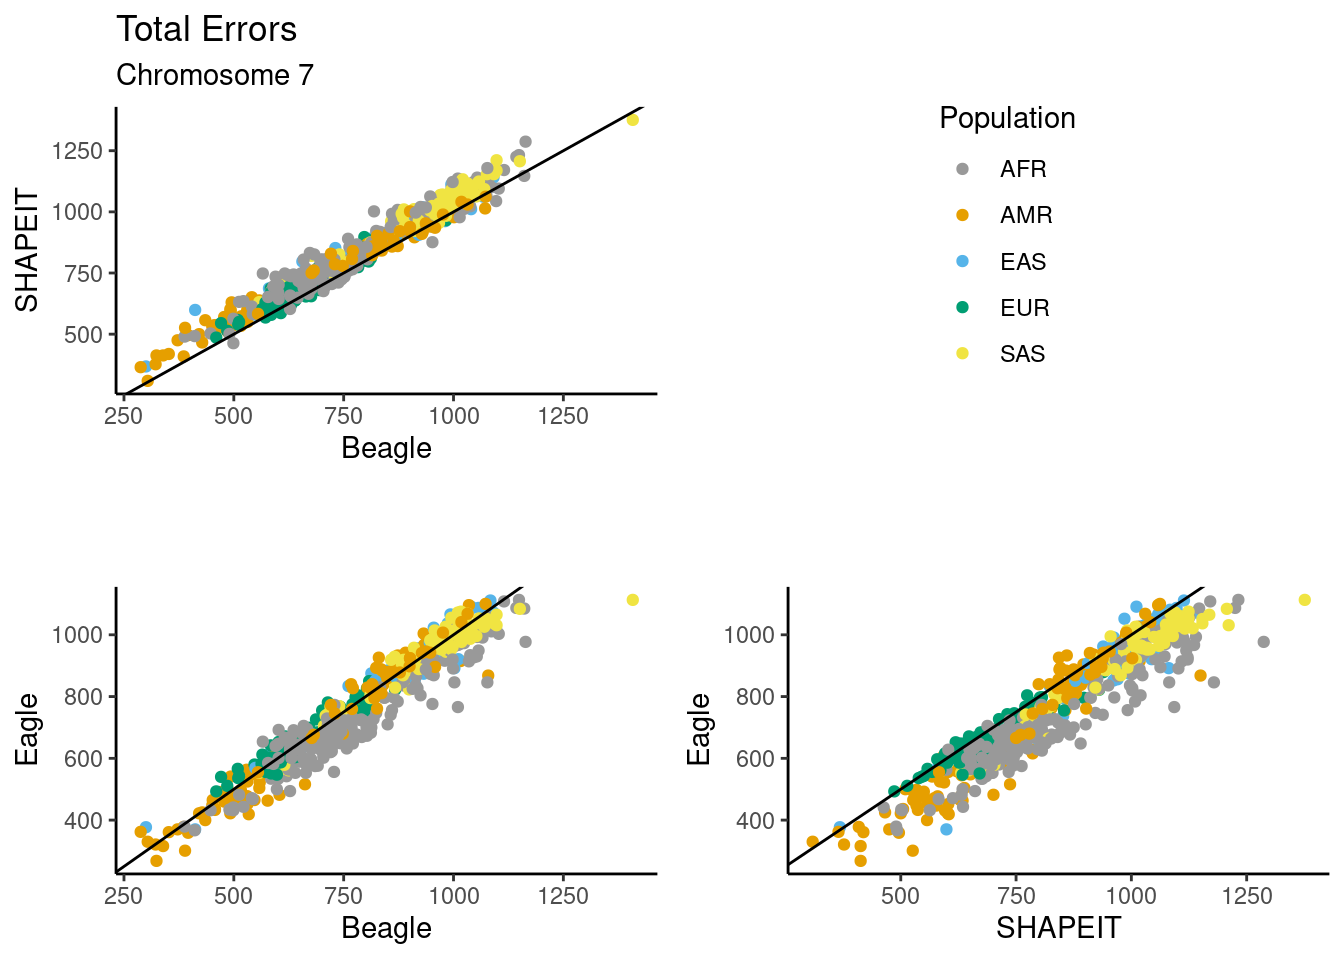 Total Errors
Chromosome 7
SHAPEIT
1250
1000
750
500
250 500 750 1000 1250
Beagle
Population
AFR
AMR
EAS
EUR
SAS
Eagle
1000
800
600
400
250 500 750 1000 1250
Beagle
Eagle
1000
800
600
400
500 750 1000 1250
SHAPEIT